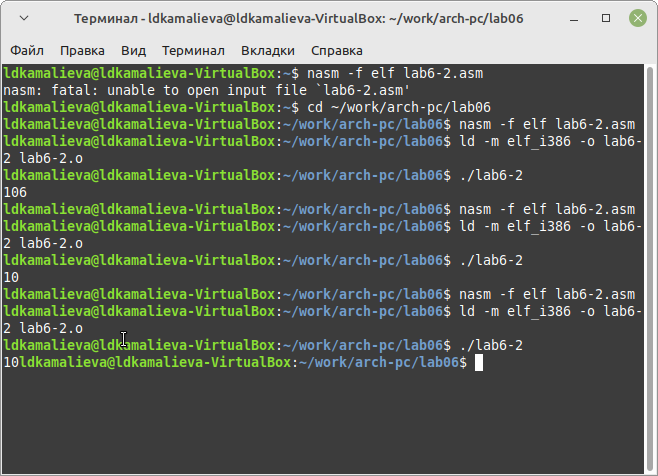 Терминал - ldkamalieva@ldkamalieva-VirtualBox: ~/work/arch-pc/lab06
Файл Правка Вид Терминал Вкладки Справка
ldkamalieva@ldkamalieva-VirtualBox:~$ nasm -f elf lab6-2.asm
nasm: fatal: unable to open input file `lab6-2.asm'
ldkamalieva@ldkamalieva-VirtualBox:~$ cd ~/work/arch-pc/lab06
ldkamalieva@ldkamalieva-VirtualBox:~/work/arch-pc/lab06$ nasm -f elf lab6-2.asm
ldkamalieva@ldkamalieva-VirtualBox:~/work/arch-pc/lab06$ ld -m elf_i386 -o lab6-
2 lab6-2.o
ldkamalieva@ldkamalieva-VirtualBox:~/work/arch-pc/lab06$ ./lab6-2
106
ldkamalieva@ldkamalieva-VirtualBox:~/work/arch-pc/lab06$ nasm -f elf lab6-2.asm
ldkamalieva@ldkamalieva-VirtualBox:~/work/arch-pc/lab06$ ld -m elf_i386 -o lab6-
2 lab6-2.o
ldkamalieva@ldkamalieva-VirtualBox:~/work/arch-pc/lab06$ ./lab6-2
10
ldkamalieva@ldkamalieva-VirtualBox:~/work/arch-pc/lab06$ nasm -f elf lab6-2.asm
ldkamalieva@ldkamalieva-VirtualBox:~/work/arch-pc/lab06$ ld -m elf_i386 -o lab6-
2 lab6-2.o
ldkamalieva@ldkamalieva-VirtualBox:~/work/arch-pc/lab06$ ./lab6-2
10ldkamalieva@ldkamalieva-VirtualBox:~/work/arch-pc/lab06$